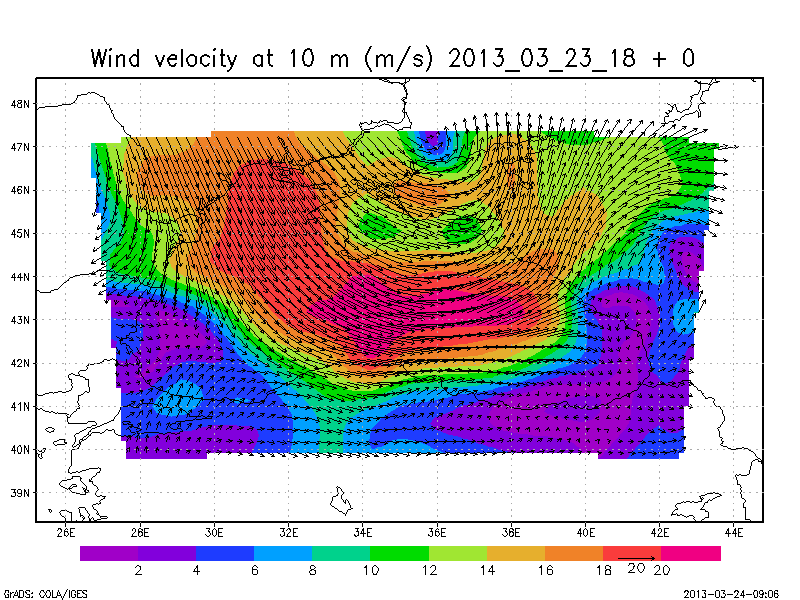 Wind velocity at 10 m (m/s) 2013_03_23_18 + 0
48N
47N
46N
45N
44N
43N
42N
41N
40N
39N
26E 28E 30E 32E 34E 36E 38E 40E 42E 44E
2 4 6 8 10 12 14 16 18 20 20
GrADS: COLA/IGES 2013-03-24-09:06